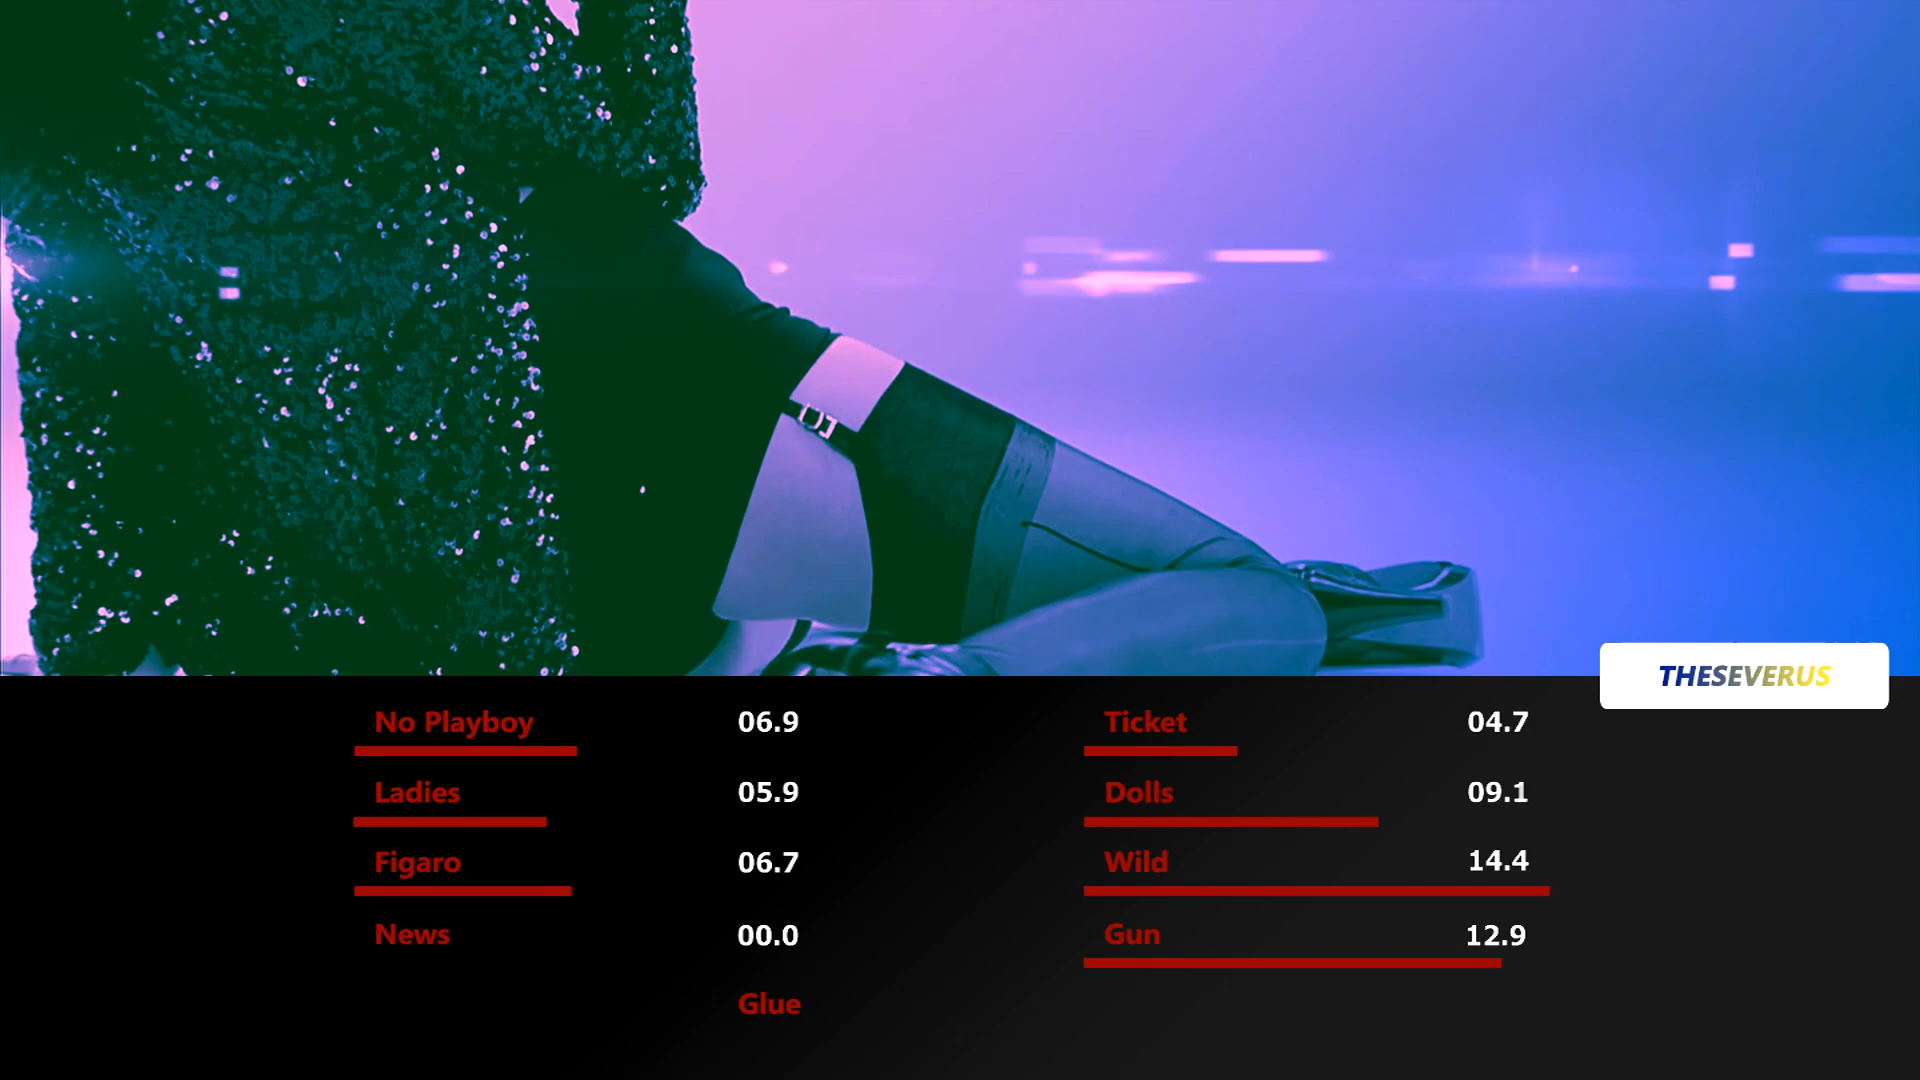 THESEVERUS
No Playboy 06.9 Ticket 04.7
Ladies 05.9 Dolls 09.1
Figaro 06.7 Wild 14.4
News 00.0 Gun 12.9
Glue